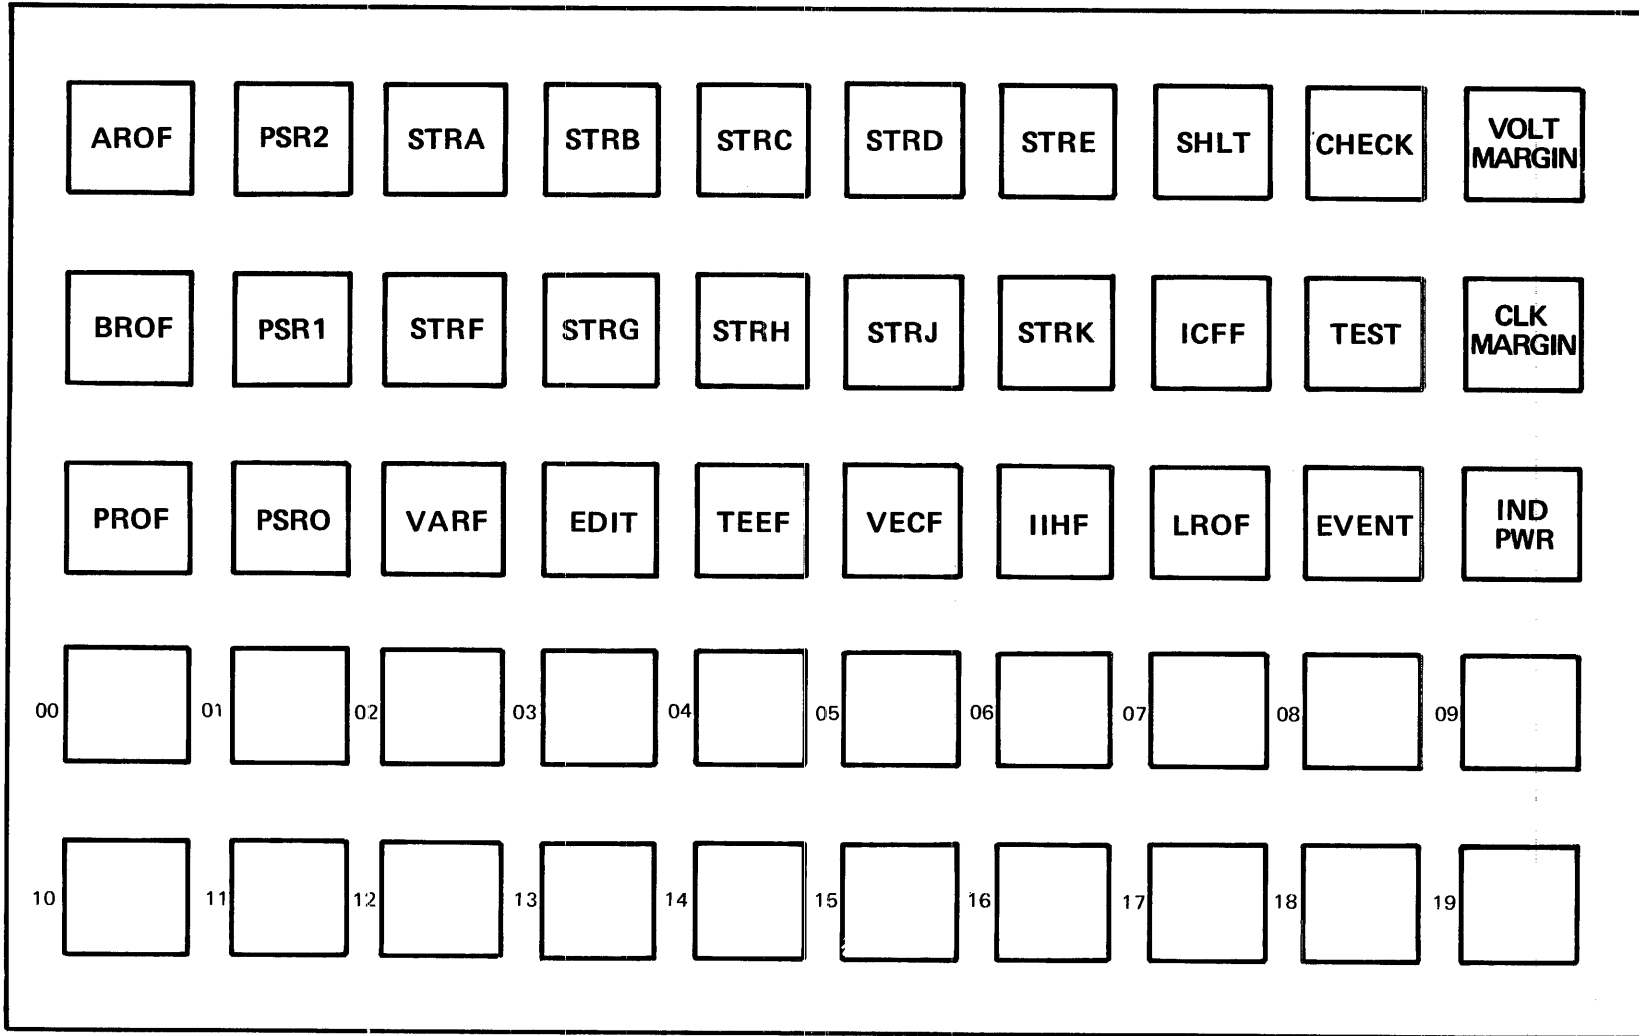 AROF PSR2 STRA STRB STRC STRD STRE SHLT CHECK VOLT MARGIN
BROF PSR1 STRF STRG STRH STRJ STRK ICFF TEST CLK MARGIN
PROF PSRO VARF EDIT TEEF VECF IIHF LROF EVENT IND PWR
00 01 02 03 04 05 06 07 08 09
10 11 12 13 14 15 16 17 18 19